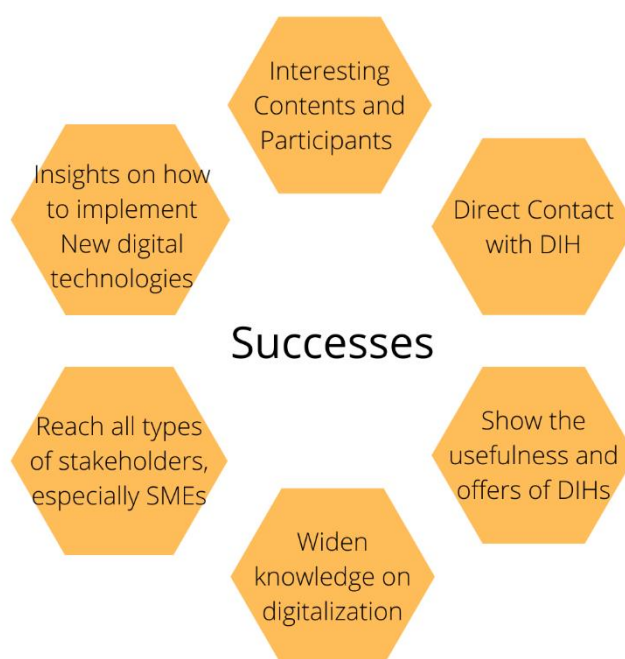 Interesting
Contents and
Participants
Insights on how
to implement
New digital
technologies
Direct Contact
with DIH
Successes
Reach all types
of stakeholders,
especially SMEs
Show the
usefulness and
offers of DIHs
Widen
knowledge on
digitalization